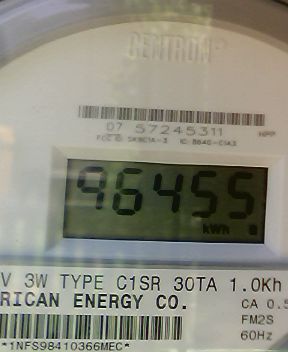 CENTRON®
07 57245311
96455
kWh
V 3W TYPE C1SR 30TA 1.0Kh
RICAN ENERGY CO.
CA 0.5
FM2S
60Hz
*1NFS98410366MEC*